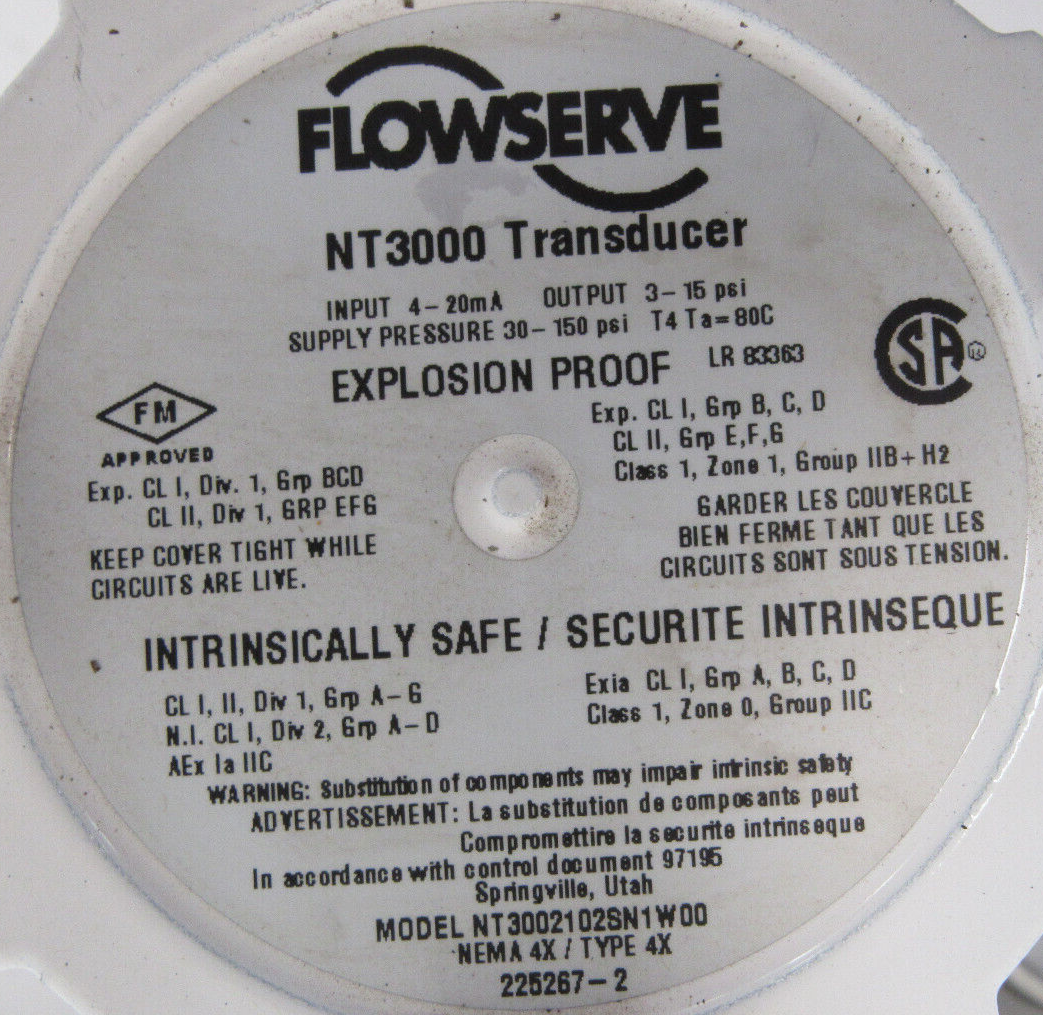 FLOWSERVE
NT3000 Transducer
INPUT 4-20mA OUTPUT 3-15 psi
SUPPLY PRESSURE 30-150 psi T4 Ta=80C
EXPLOSION PROOF LR 83363
FM
APPROVED
Exp. CL I, Div. 1, Grp BCD
CL II, Div 1, GRP EFG
KEEP COVER TIGHT WHILE
CIRCUITS ARE LIVE.
SA
Exp. CL I, Grp B, C, D
CL II, Grp E,F,G
Class 1, Zone 1, Group IIB+H2
GARDER LES COUVERCLE
BIEN FERME TANT QUE LES
CIRCUITS SONT SOUS TENSION.
INTRINSICALLY SAFE / SECURITE INTRINSEQUE
CL I, II, Div 1, Grp A-G
N.I. CL I, Div 2, Grp A-D
AEx Ia IIC
Exia CL I, Grp A, B, C, D
Class 1, Zone 0, Group IIC
WARNING: Substitution of components may impair intrinsic safety
ADVERTISSEMENT: La substitution de composants peut
Compromettire la securite intrinseque
In accordance with control document 97195
Springville, Utah
MODEL NT3002102SN1W00
NEMA 4X / TYPE 4X
225267-2